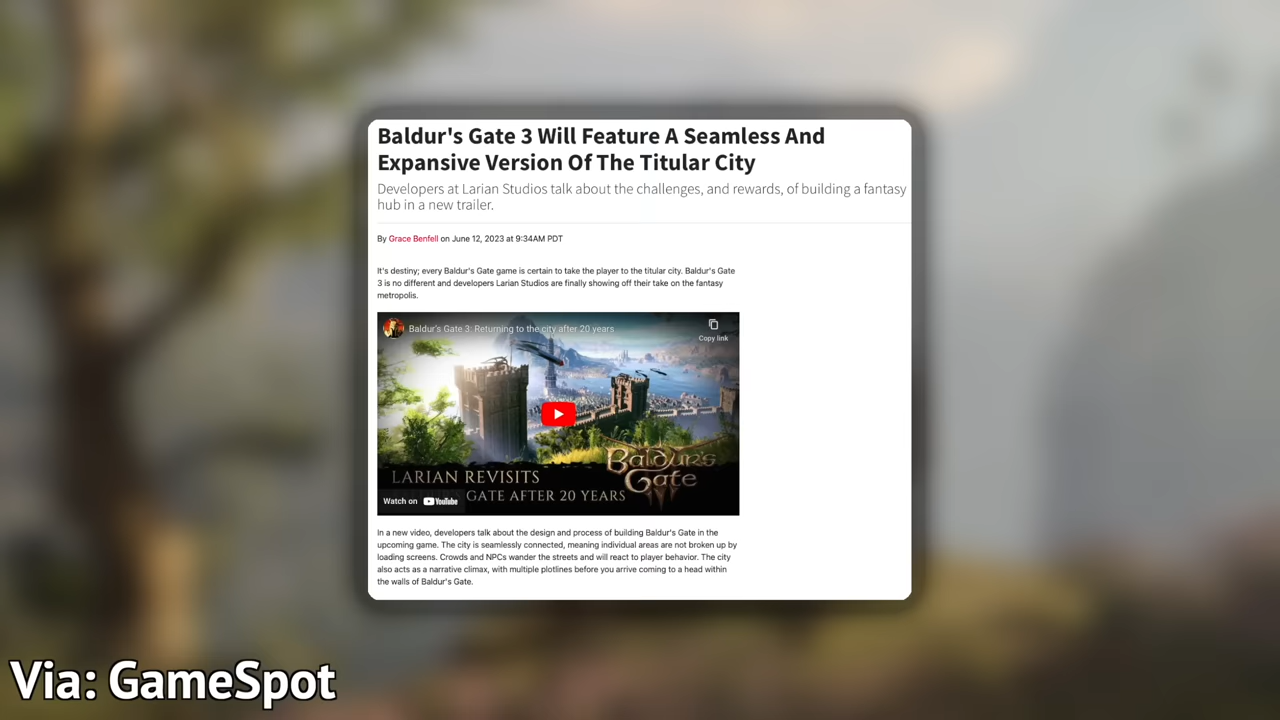 Baldur's Gate 3 Will Feature A Seamless And
Expansive Version Of The Titular City
Developers at Larian Studios talk about the challenges, and rewards, of building a fantasy
hub in a new trailer.
By Grace Benfell on June 12, 2023 at 9:34AM PDT
It's destiny; every Baldur's Gate game is certain to take the player to the titular city. Baldur's Gate
3 is no different and developers Larian Studios are finally showing off their take on the fantasy
metropolis.
Baldur's Gate 3: Returning to the city after 20 years
Copy link
LARIAN REVISITS
Baldur's
Gate
GATE AFTER 20 YEARS
Watch on YouTube
In a new video, developers talk about the design and process of building Baldur's Gate in the
upcoming game. The city is seamlessly connected, meaning individual areas are not broken up by
loading screens. Crowds and NPCs wander the streets and will react to player behavior. The city
also acts as a narrative climax, with multiple plotlines before you arrive coming to a head within
the walls of Baldur's Gate.
Via: GameSpot